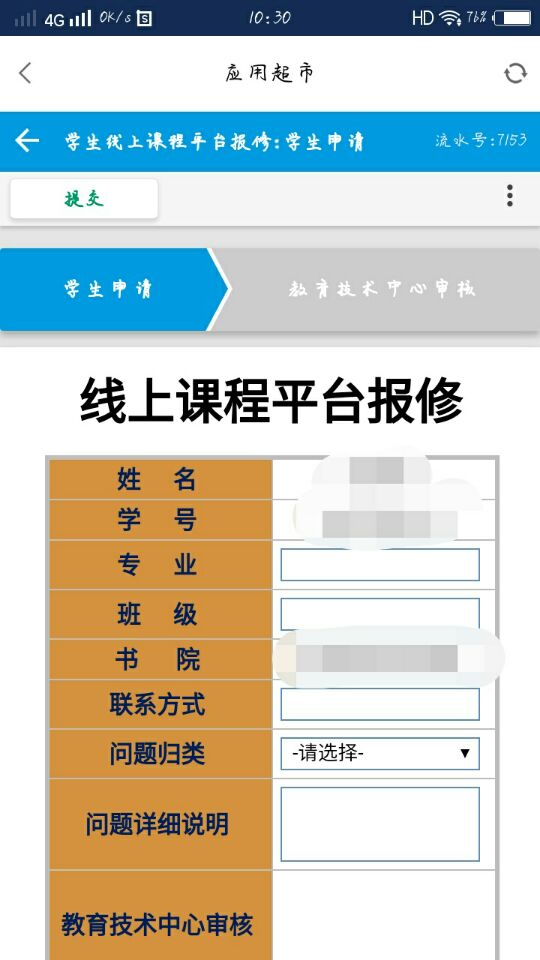 4G 0K/s S 10:30 HD 76%
应用超市
学生线上课程平台报修:学生申请 流水号:7153
提交
学生申请 教育技术中心审核
线上课程平台报修
姓 名
学 号
专 业
班 级
书 院
联系方式
问题归类 -请选择-
问题详细说明
教育技术中心审核